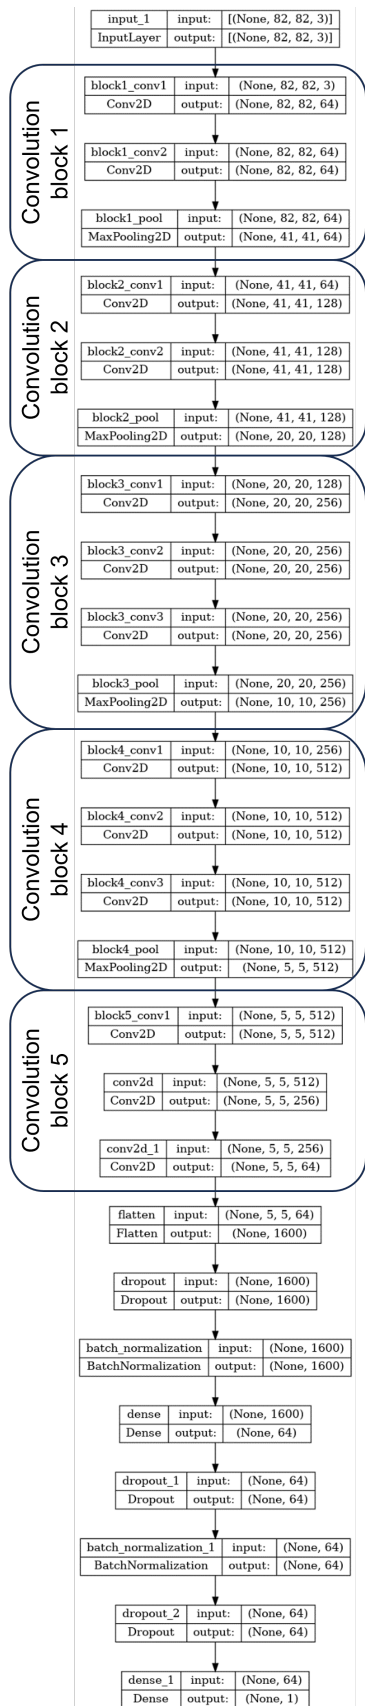 input_1 input: [(None, 82, 82, 3)]
InputLayer output: [(None, 82, 82, 3)]
Convolution
block 1
block1_conv1 input: (None, 82, 82, 3)
Conv2D output: (None, 82, 82, 64)
block1_conv2 input: (None, 82, 82, 64)
Conv2D output: (None, 82, 82, 64)
block1_pool input: (None, 82, 82, 64)
MaxPooling2D output: (None, 41, 41, 64)
Convolution
block 2
block2_conv1 input: (None, 41, 41, 64)
Conv2D output: (None, 41, 41, 128)
block2_conv2 input: (None, 41, 41, 128)
Conv2D output: (None, 41, 41, 128)
block2_pool input: (None, 41, 41, 128)
MaxPooling2D output: (None, 20, 20, 128)
Convolution
block 3
block3_conv1 input: (None, 20, 20, 128)
Conv2D output: (None, 20, 20, 256)
block3_conv2 input: (None, 20, 20, 256)
Conv2D output: (None, 20, 20, 256)
block3_conv3 input: (None, 20, 20, 256)
Conv2D output: (None, 20, 20, 256)
block3_pool input: (None, 20, 20, 256)
MaxPooling2D output: (None, 10, 10, 256)
Convolution
block 4
block4_conv1 input: (None, 10, 10, 256)
Conv2D output: (None, 10, 10, 512)
block4_conv2 input: (None, 10, 10, 512)
Conv2D output: (None, 10, 10, 512)
block4_conv3 input: (None, 10, 10, 512)
Conv2D output: (None, 10, 10, 512)
block4_pool input: (None, 10, 10, 512)
MaxPooling2D output: (None, 5, 5, 512)
Convolution
block 5
block5_conv1 input: (None, 5, 5, 512)
Conv2D output: (None, 5, 5, 512)
conv2d input: (None, 5, 5, 512)
Conv2D output: (None, 5, 5, 256)
conv2d_1 input: (None, 5, 5, 256)
Conv2D output: (None, 5, 5, 64)
flatten input: (None, 5, 5, 64)
Flatten output: (None, 1600)
dropout input: (None, 1600)
Dropout output: (None, 1600)
batch_normalization input: (None, 1600)
BatchNormalization output: (None, 1600)
dense input: (None, 1600)
Dense output: (None, 64)
dropout_1 input: (None, 64)
Dropout output: (None, 64)
batch_normalization_1 input: (None, 64)
BatchNormalization output: (None, 64)
dropout_2 input: (None, 64)
Dropout output: (None, 64)
dense_1 input: (None, 64)
Dense output: (None, 1)